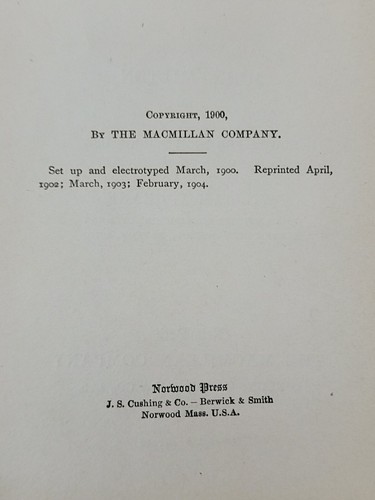 COPYRIGHT, 1900,
BY THE MACMILLAN COMPANY.
Set up and electrotyped March, 1900. Reprinted April,
1902; March, 1903; February, 1904.
Norwood Press
J. S. Cushing & Co. – Berwick & Smith
Norwood Mass. U.S.A.